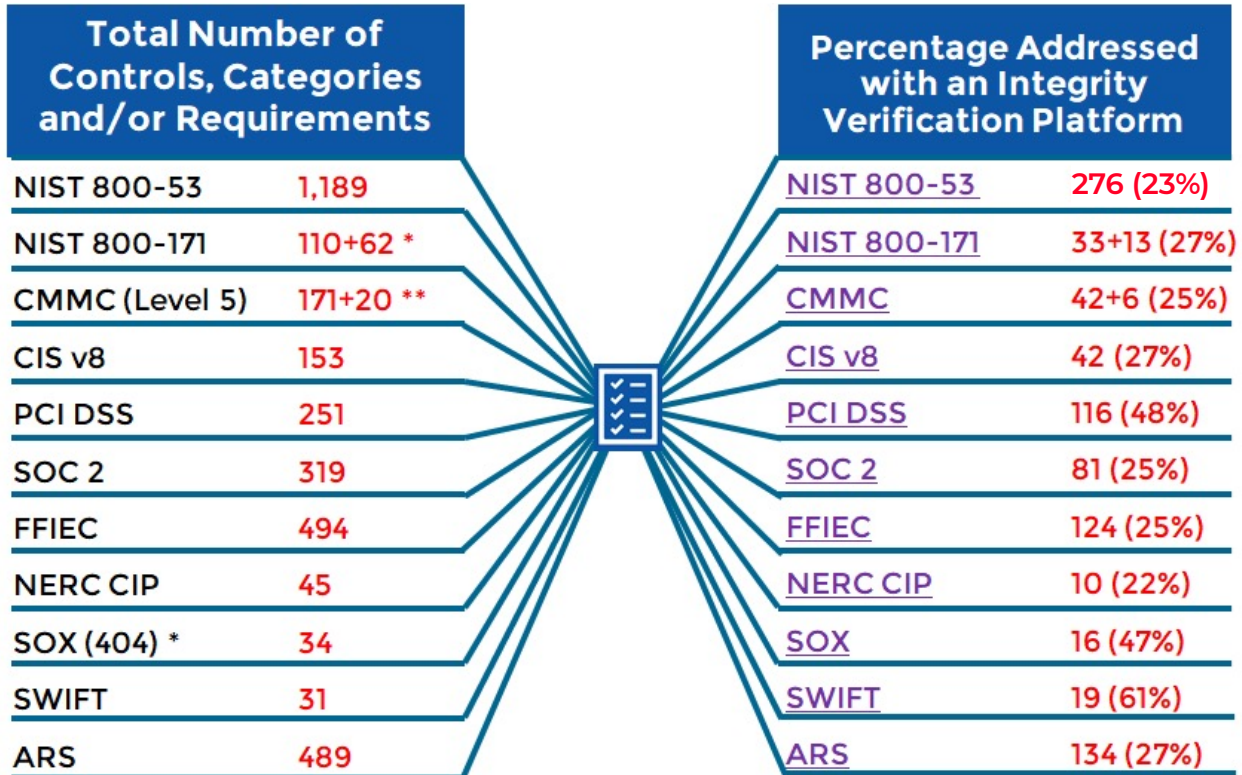 Total Number of
Controls, Categories
and/or Requirements
NIST 800-53 1,189
NIST 800-171 110+62 *
CMMC (Level 5) 171+20 **
CIS v8 153
PCI DSS 251
SOC 2 319
FFIEC 494
NERC CIP 45
SOX (404) * 34
SWIFT 31
ARS 489
Percentage Addressed
with an Integrity
Verification Platform
NIST 800-53 276 (23%)
NIST 800-171 33+13 (27%)
CMMC 42+6 (25%)
CIS v8 42 (27%)
PCI DSS 116 (48%)
SOC 2 81 (25%)
FFIEC 124 (25%)
NERC CIP 10 (22%)
SOX 16 (47%)
SWIFT 19 (61%)
ARS 134 (27%)